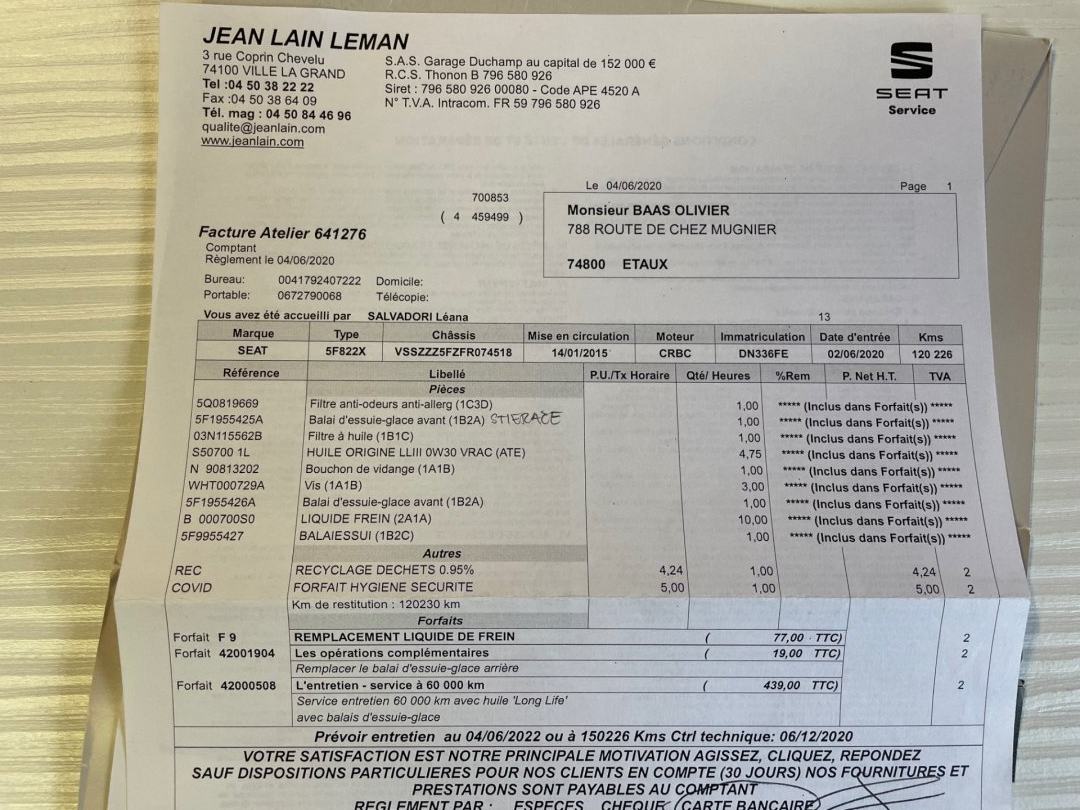 JEAN LAIN LEMAN
3 rue Coprin Chevelu
74100 VILLE LA GRAND
Tel :04 50 38 22 22
Fax :04 50 38 64 09
Tél. mag : 04 50 84 46 96
qualite@jeanlain.com
www.jeanlain.com
S.A.S. Garage Duchamp au capital de 152 000 €
R.C.S. Thonon B 796 580 926
Siret : 796 580 926 00080 - Code APE 4520 A
N° T.V.A. Intracom. FR 59 796 580 926
SEAT
Service
Le 04/06/2020 Page 1
700853
( 4 459499 )
Monsieur BAAS OLIVIER
788 ROUTE DE CHEZ MUGNIER
74800 ETAUX
Facture Atelier 641276
Comptant
Règlement le 04/06/2020
Bureau: 0041792407222 Domicile:
Portable: 0672790068 Télécopie:
Vous avez été accueilli par SALVADORI Léana 13
Marque Type Châssis Mise en circulation Moteur Immatriculation Date d'entrée Kms
SEAT 5F822X VSSZZZ5FZFR074518 14/01/2015 CRBC DN336FE 02/06/2020 120 226
Référence Libellé P.U./Tx Horaire Qté/ Heures %Rem P. Net H.T. TVA
Pièces
5Q0819669 Filtre anti-odeurs anti-allerg (1C3D) 1,00 ***** (Inclus dans Forfait(s)) *****
5F1955425A Balai d'essuie-glace avant (1B2A) 1,00 ***** (Inclus dans Forfait(s)) *****
03N115562B Filtre à huile (1B1C) 1,00 ***** (Inclus dans Forfait(s)) *****
S50700 1L HUILE ORIGINE LLIII 0W30 VRAC (ATE) 4,75 ***** (Inclus dans Forfait(s)) *****
N 90813202 Bouchon de vidange (1A1B) 1,00 ***** (Inclus dans Forfait(s)) *****
WHT000729A Vis (1A1B) 3,00 ***** (Inclus dans Forfait(s)) *****
5F1955426A Balai d'essuie-glace avant (1B2A) 1,00 ***** (Inclus dans Forfait(s)) *****
B 000700S0 LIQUIDE FREIN (2A1A) 10,00 ***** (Inclus dans Forfait(s)) *****
5F9955427 BALAIESSUI (1B2C) 1,00 ***** (Inclus dans Forfait(s)) *****
Autres
REC RECYCLAGE DECHETS 0.95% 4,24 1,00 4,24 2
COVID FORFAIT HYGIENE SECURITE 5,00 1,00 5,00 2
Km de restitution : 120230 km
Forfaits
Forfait F 9 REMPLACEMENT LIQUIDE DE FREIN ( 77,00 TTC) 2
Forfait 42001904 Les opérations complémentaires ( 19,00 TTC) 2
Remplacer le balai d'essuie-glace arrière
Forfait 42000508 L'entretien - service à 60 000 km ( 439,00 TTC) 2
Service entretien 60 000 km avec huile 'Long Life'
avec balais d'essuie-glace
Prévoir entretien au 04/06/2022 ou à 150226 Kms Ctrl technique: 06/12/2020
VOTRE SATISFACTION EST NOTRE PRINCIPALE MOTIVATION AGISSEZ, CLIQUEZ, REPONDEZ
SAUF DISPOSITIONS PARTICULIERES POUR NOS CLIENTS EN COMPTE (30 JOURS) NOS FOURNITURES ET
PRESTATIONS SONT PAYABLES AU COMPTANT
REGLEMENT PAR : ESPECES CHEQUE CARTE BANCAIRE